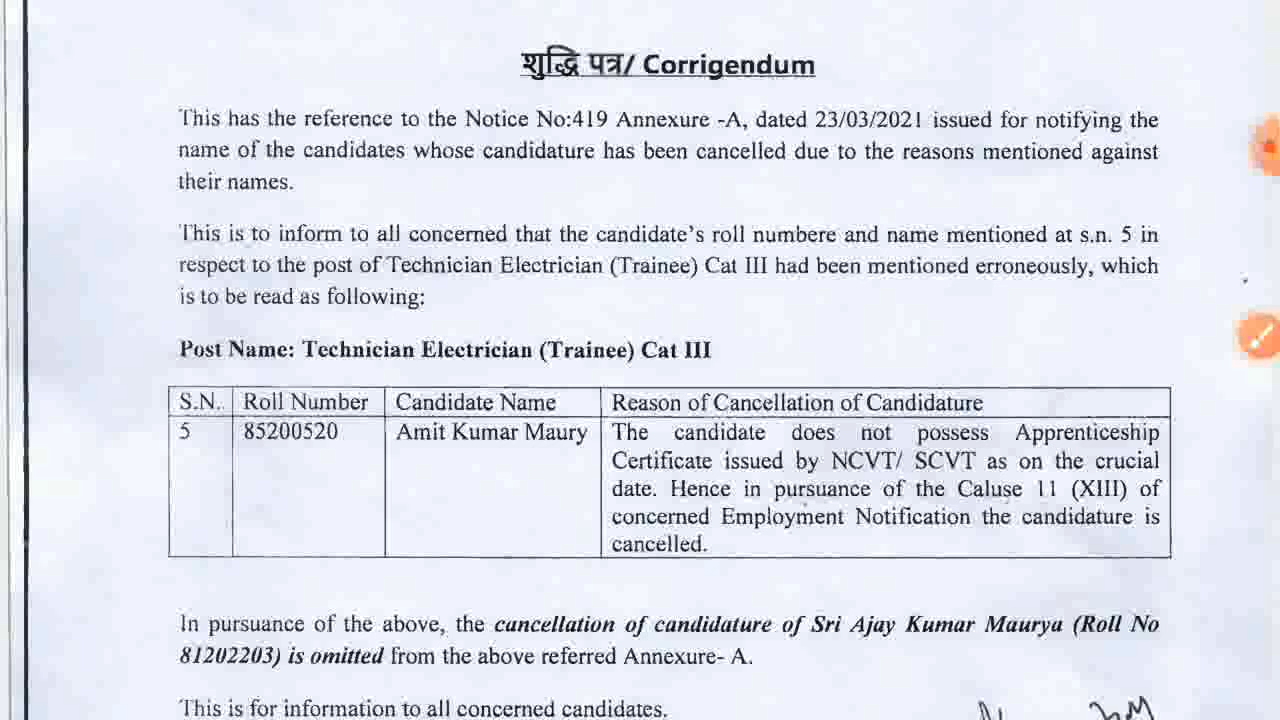 शुद्धि पत्र/ Corrigendum
This has the reference to the Notice No:419 Annexure -A, dated 23/03/2021 issued for notifying the
name of the candidates whose candidature has been cancelled due to the reasons mentioned against
their names.
This is to inform to all concerned that the candidate's roll numbere and name mentioned at s.n. 5 in
respect to the post of Technician Electrician (Trainee) Cat III had been mentioned erroneously, which
is to be read as following:
Post Name: Technician Electrician (Trainee) Cat III
S.N. Roll Number Candidate Name Reason of Cancellation of Candidature
5 85200520 Amit Kumar Maury The candidate does not possess Apprenticeship
Certificate issued by NCVT/ SCVT as on the crucial
date. Hence in pursuance of the Caluse 11 (XIII) of
concerned Employment Notification the candidature is
cancelled.
In pursuance of the above, the cancellation of candidature of Sri Ajay Kumar Maurya (Roll No
81202203) is omitted from the above referred Annexure- A.
This is for information to all concerned candidates.